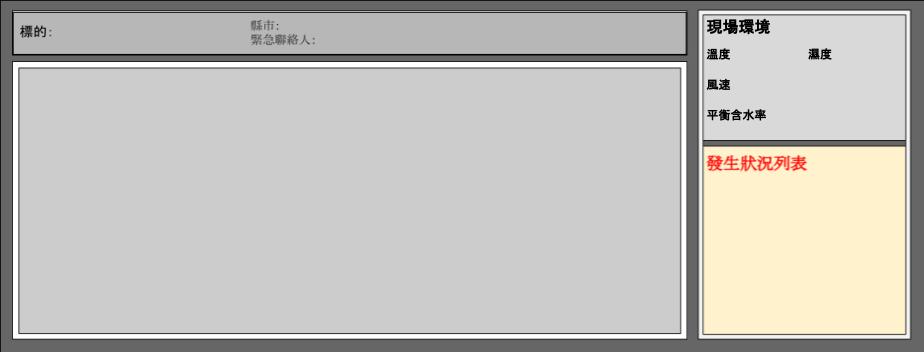 標的:
縣市:
緊急聯絡人:
現場環境
溫度 濕度
風速
平衡含水率
發生狀況列表